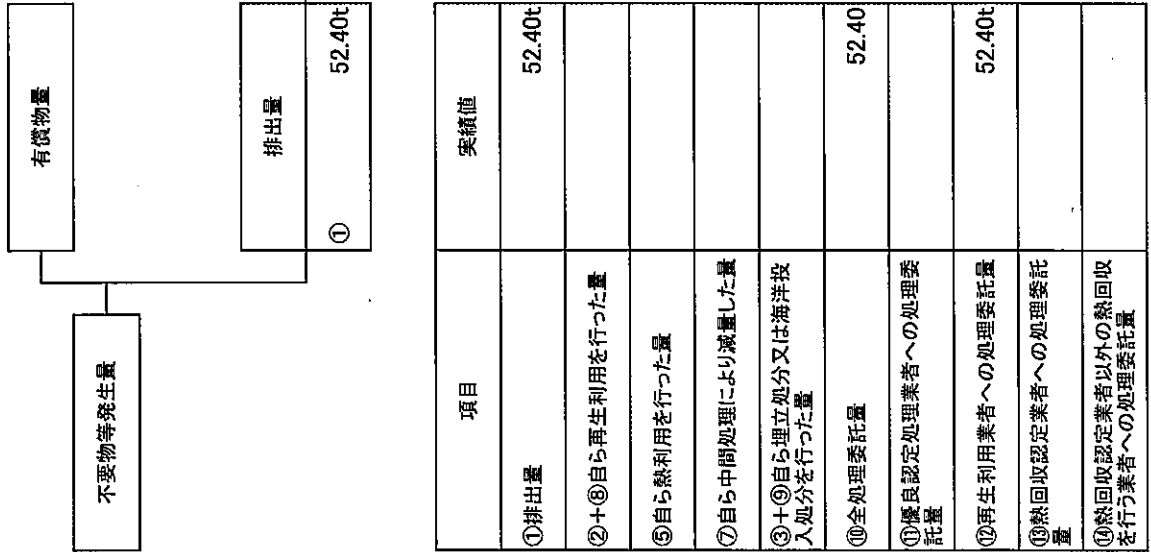 不要物等発生量
有償物量
排出量
① 52.40t
項目 実績値
①排出量 52.40t
②+⑧自ら再生利用を行った量
⑤自ら熱利用を行った量
⑦自ら中間処理により減量した量
③+⑨自ら埋立処分又は海洋投
入処分を行った量
⑩全処理委託量 52.40
⑪優良認定処理業者への処理委
託量
⑫再生利用業者への処理委託量 52.40t
⑬熱回収認定業者への処理委託
量
⑭熱回収認定業者以外の熱回収
を行う業者への処理委託量